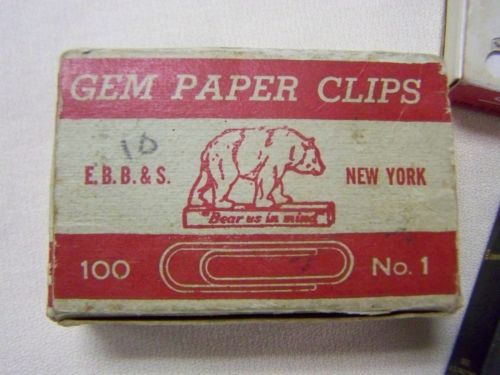 GEM PAPER CLIPS
10
E.B.B.&S. NEW YORK
Bear us in mind
100 No. 1